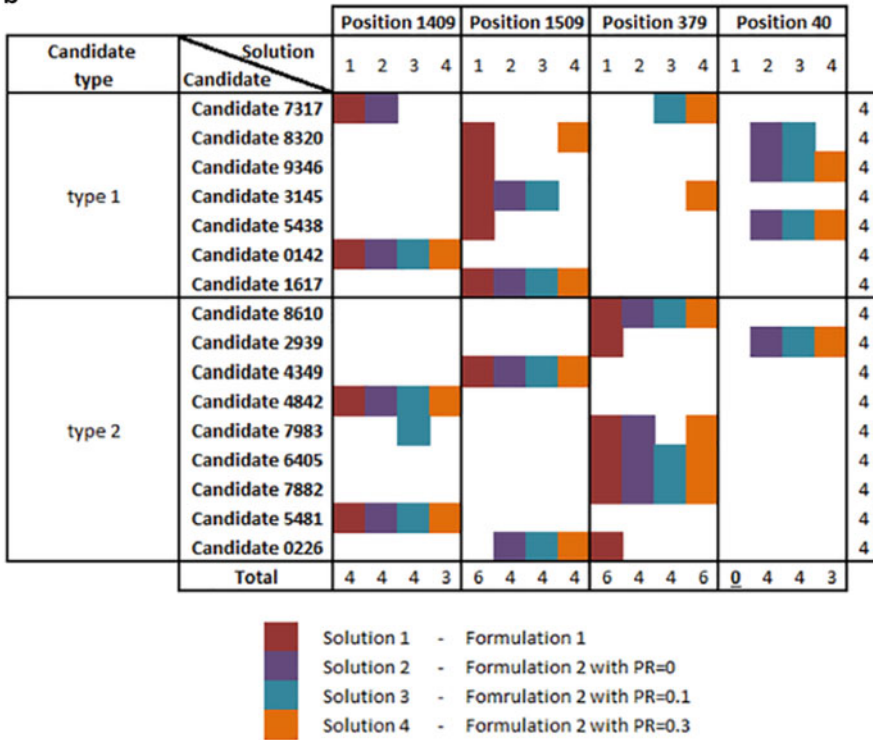 b
Position 1409 Position 1509 Position 379 Position 40
Candidate type Solution Candidate 1 2 3 4 1 2 3 4 1 2 3 4 1 2 3 4
type 1
Candidate 7317 4
Candidate 8320 4
Candidate 9346 4
Candidate 3145 4
Candidate 5438 4
Candidate 0142 4
Candidate 1617 4
type 2
Candidate 8610 4
Candidate 2939 4
Candidate 4349 4
Candidate 4842 4
Candidate 7983 4
Candidate 6405 4
Candidate 7882 4
Candidate 5481 4
Candidate 0226 4
Total 4 4 4 3 6 4 4 4 6 4 4 6 0 4 4 3
Solution 1 - Formulation 1
Solution 2 - Formulation 2 with PR=0
Solution 3 - Fomrulation 2 with PR=0.1
Solution 4 - Formulation 2 with PR=0.3